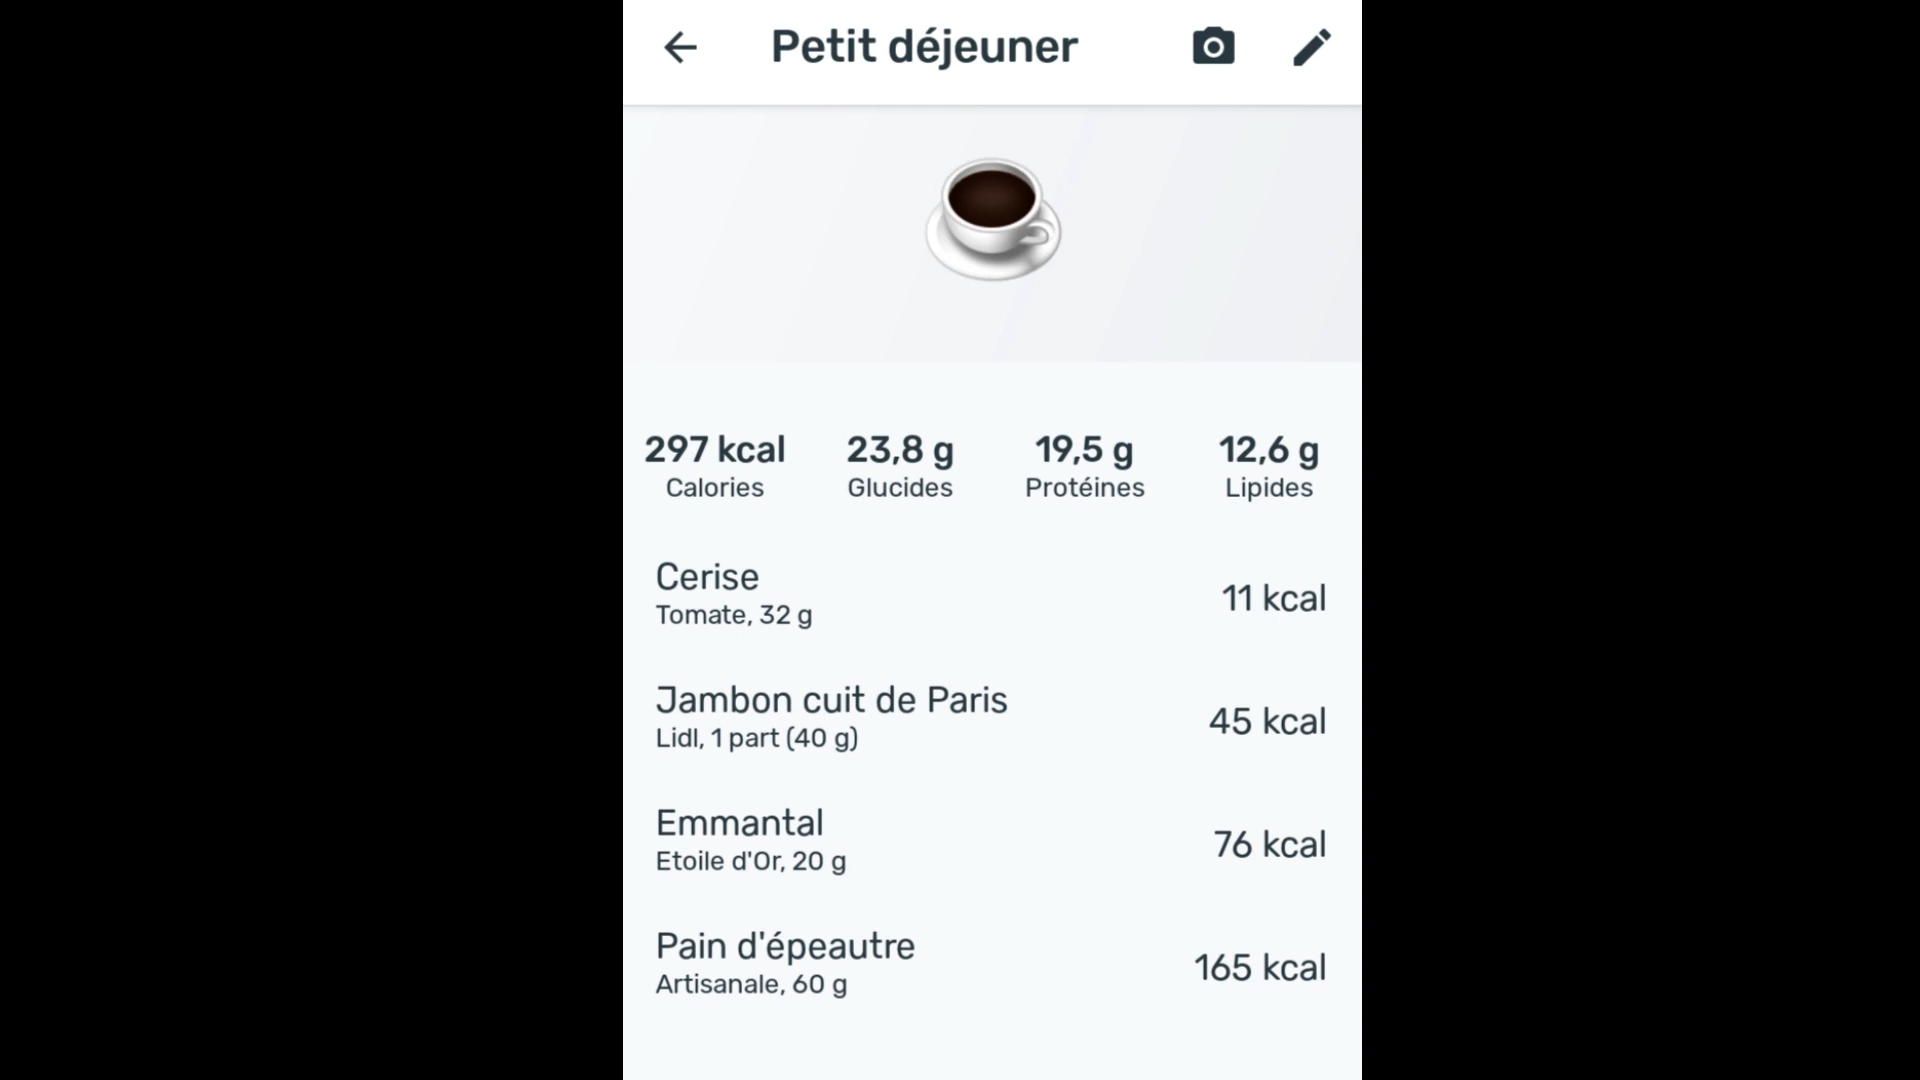 Petit déjeuner
297 kcal 23,8 g 19,5 g 12,6 g
Calories Glucides Protéines Lipides
Cerise
Tomate, 32 g
11 kcal
Jambon cuit de Paris
Lidl, 1 part (40 g)
45 kcal
Emmantal
Etoile d'Or, 20 g
76 kcal
Pain d'épeautre
Artisanale, 60 g
165 kcal